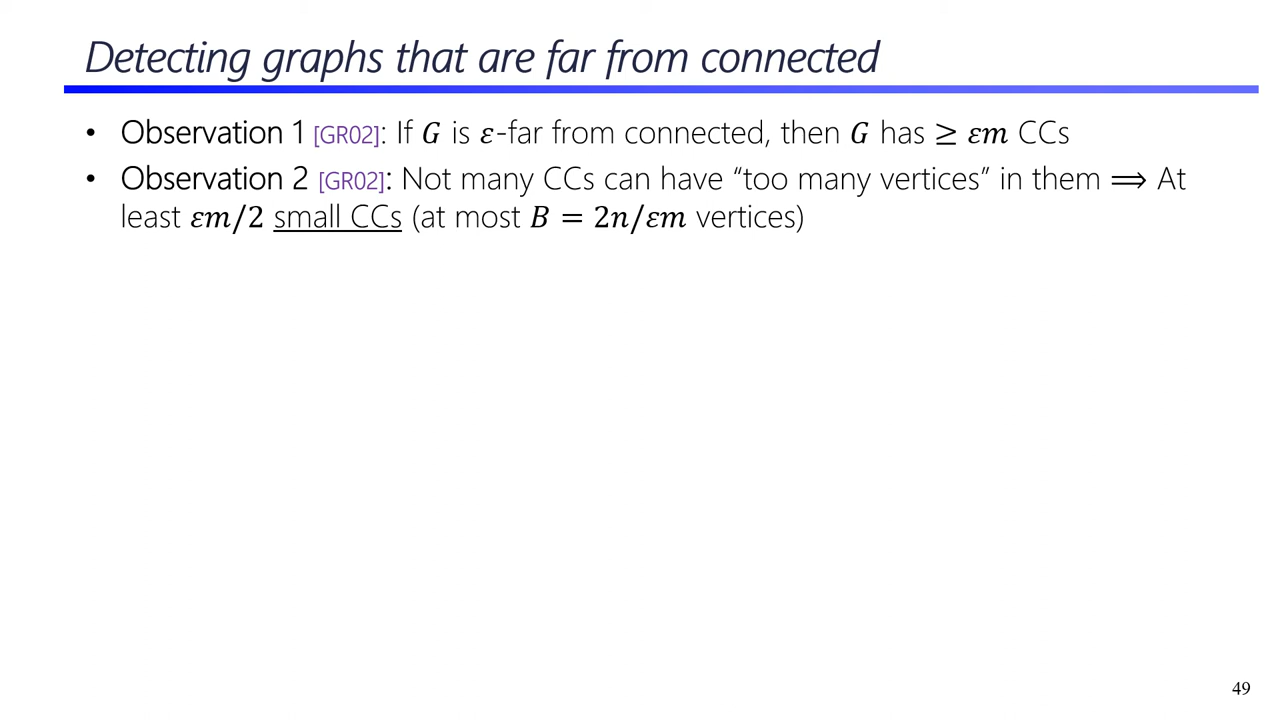 Detecting graphs that are far from connected
• Observation 1 [GR02]: If 𝐺 is 𝜀-far from connected, then 𝐺 has ≥ 𝜀𝑚 CCs
• Observation 2 [GR02]: Not many CCs can have “too many vertices” in them ⟹ At
least 𝜀𝑚/2 small CCs (at most 𝐵 = 2𝑛/𝜀𝑚 vertices)
49